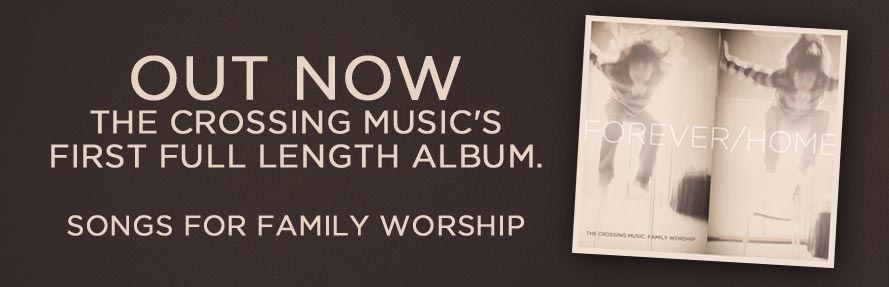 OUT NOW
THE CROSSING MUSIC'S
FIRST FULL LENGTH ALBUM.
SONGS FOR FAMILY WORSHIP
FOREVER/HOME
THE CROSSING MUSIC: FAMILY WORSHIP